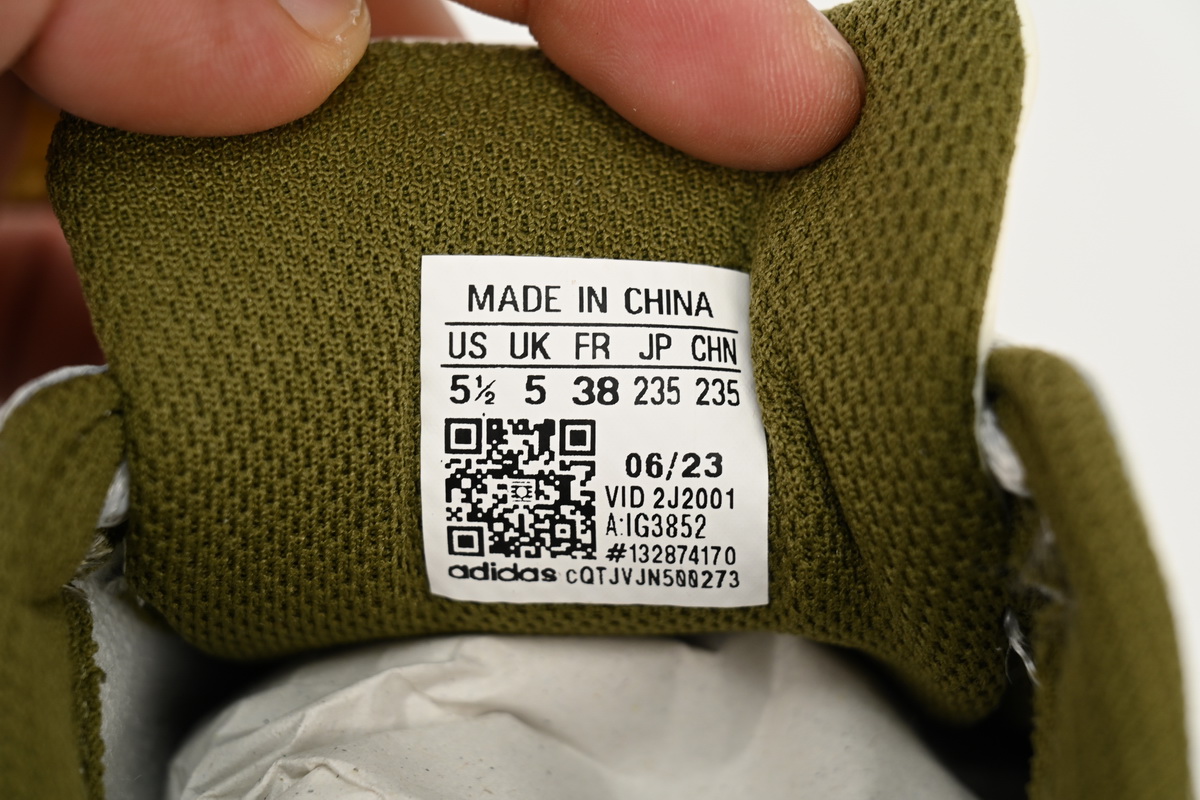 MADE IN CHINA
US UK FR JP CHN
5½ 5 38 235 235
06/23
VID 2J2001
A:IG3852
#132874170
adidas cQTJVJN500273